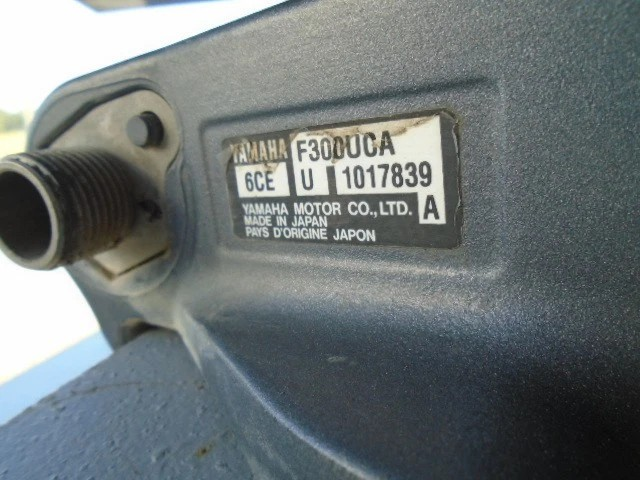 YAMAHA F300UCA
6CE U 1017839
YAMAHA MOTOR CO.,LTD. A
MADE IN JAPAN
PAYS D'ORIGINE JAPON